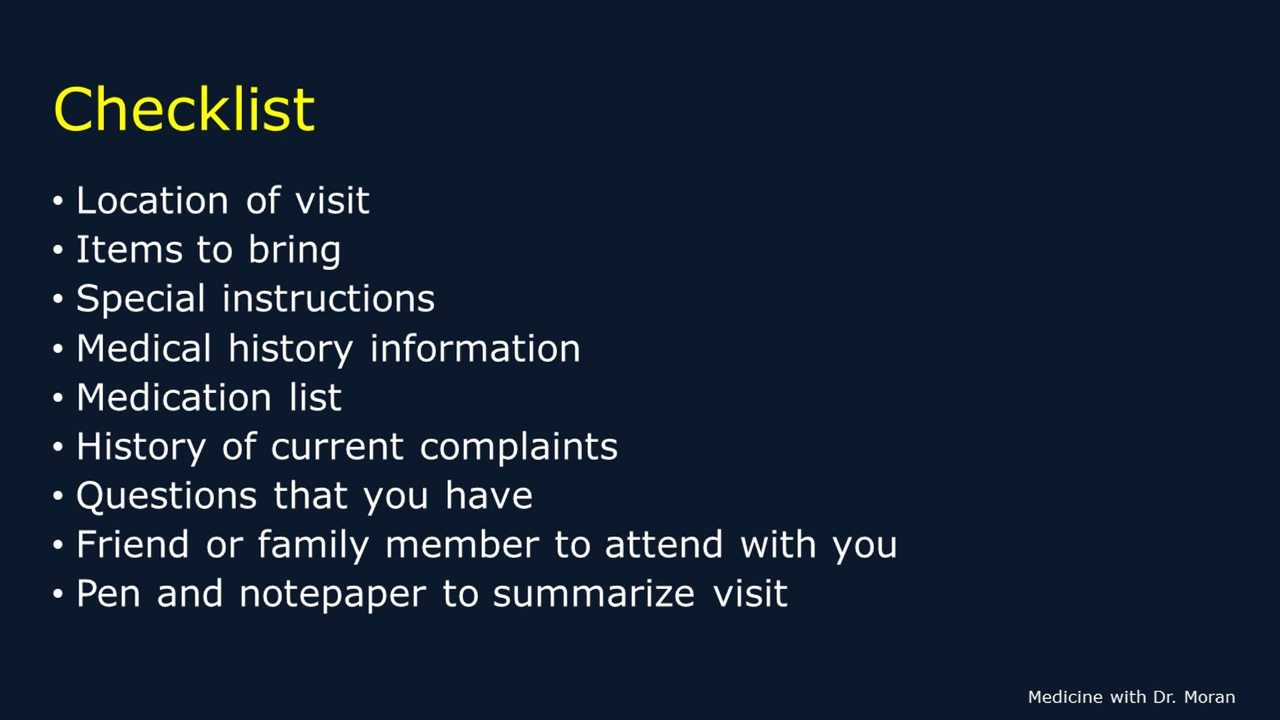 Checklist
• Location of visit
• Items to bring
• Special instructions
• Medical history information
• Medication list
• History of current complaints
• Questions that you have
• Friend or family member to attend with you
• Pen and notepaper to summarize visit
Medicine with Dr. Moran